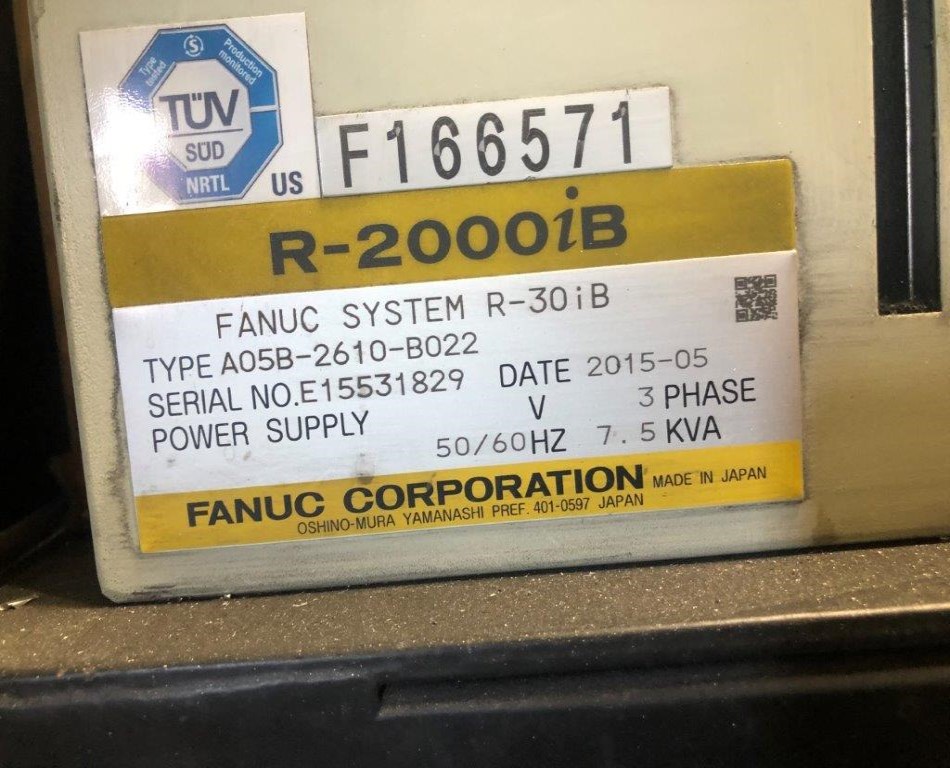 Type tested
Production monitored
TÜV
SÜD
NRTL
US
F166571
R-2000iB
FANUC SYSTEM R-30iB
TYPE A05B-2610-B022
SERIAL NO.E15531829 DATE 2015-05
POWER SUPPLY V 3 PHASE
50/60HZ 7.5KVA
FANUC CORPORATION MADE IN JAPAN
OSHINO-MURA YAMANASHI PREF. 401-0597 JAPAN